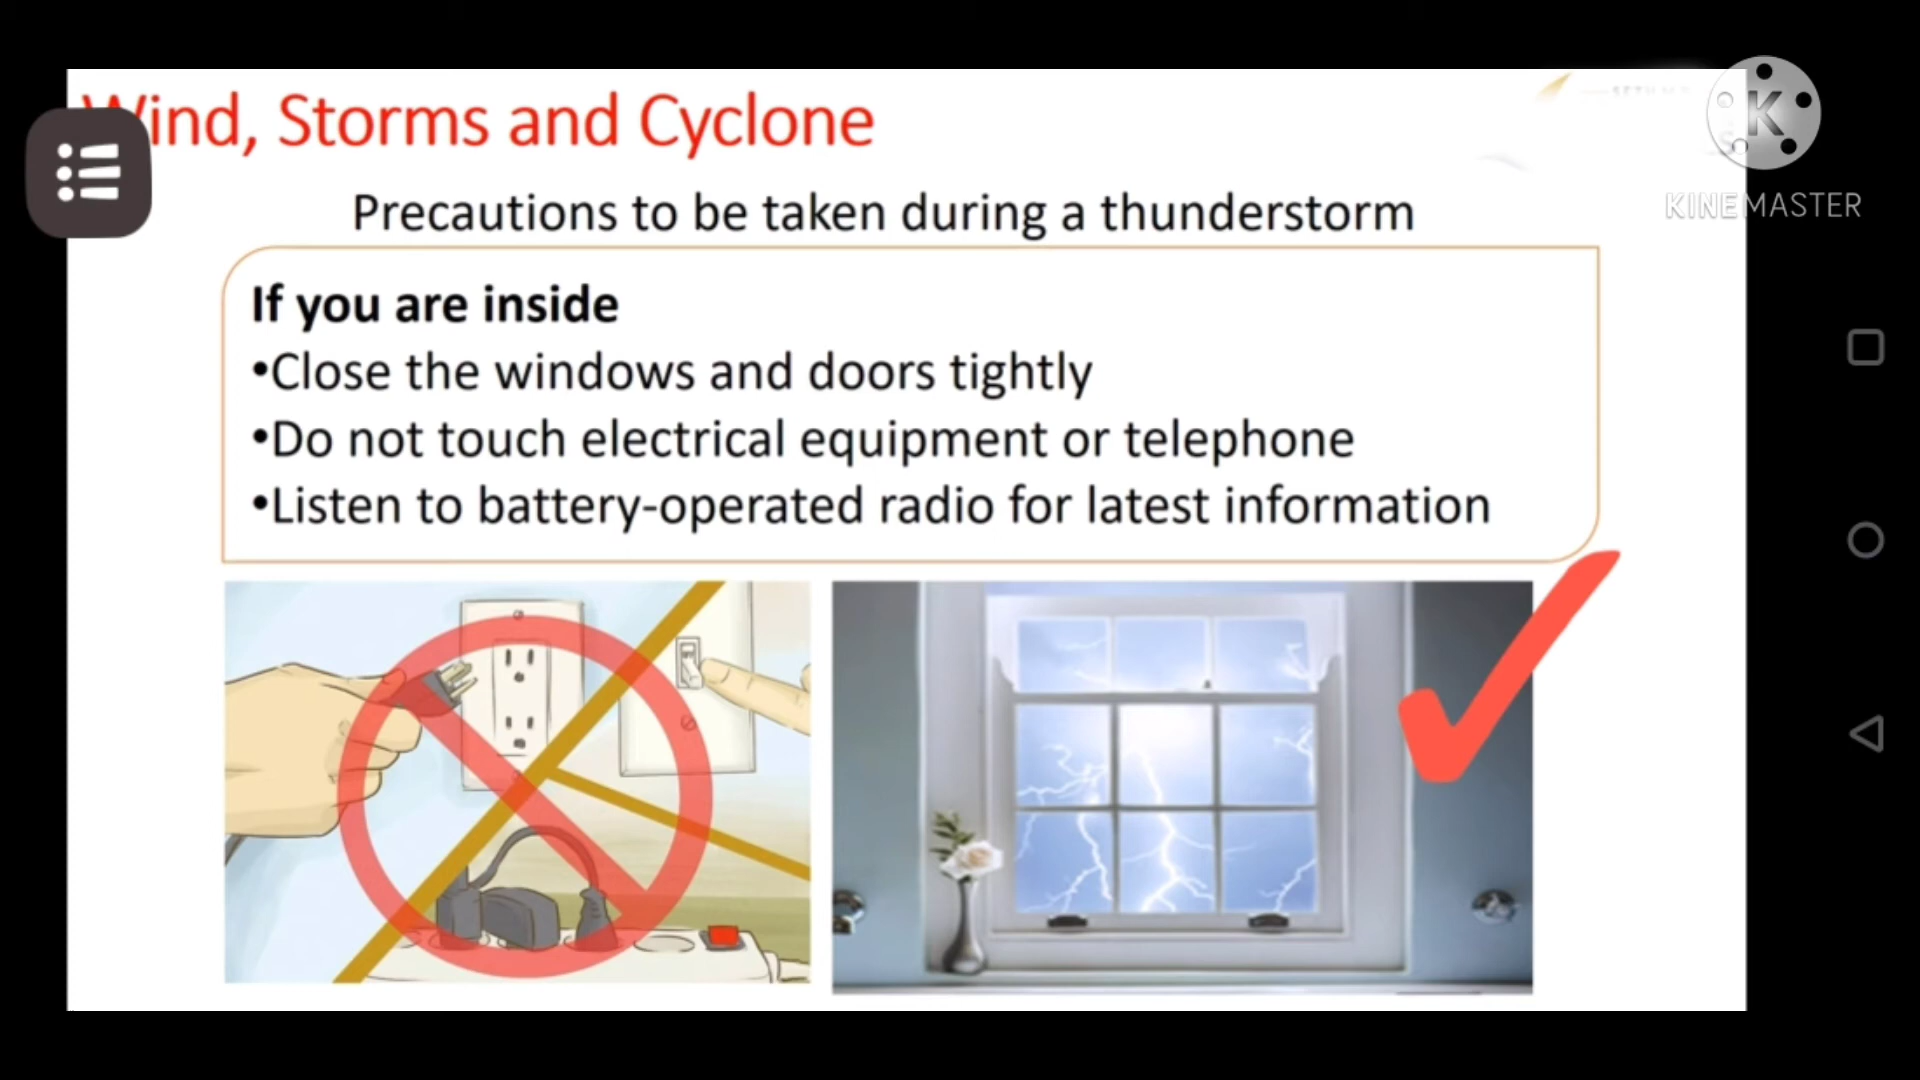 Wind, Storms and Cyclone
K
KINEMASTER
Precautions to be taken during a thunderstorm
If you are inside
•Close the windows and doors tightly
•Do not touch electrical equipment or telephone
•Listen to battery-operated radio for latest information